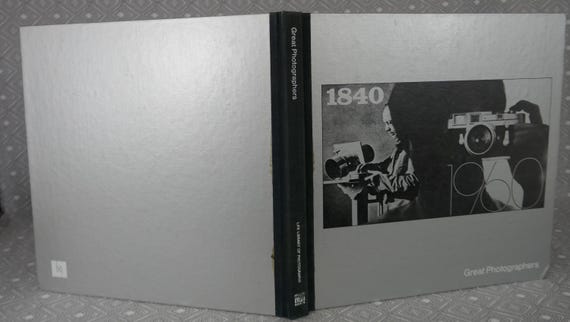 Great Photographers
LIFE LIBRARY OF PHOTOGRAPHY
1840
1960
Great Photographers